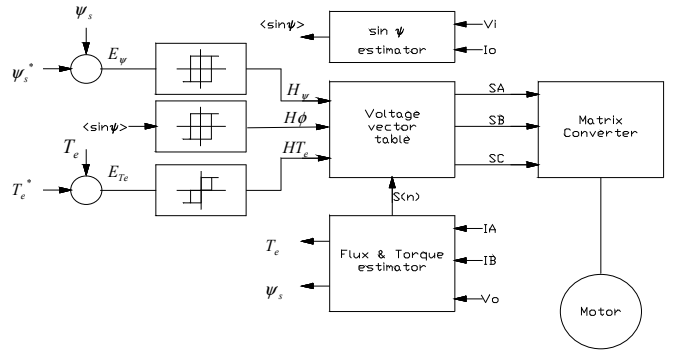 ψs
<sinψ>
sin ψ
estimator
Vi
Io
ψs*
Eψ
Hψ
<sinψ>
Hϕ
Te
HTe
Te*
ETe
Voltage
vector
table
SA
SB
SC
Matrix
Converter
S(n)
Te
ψs
Flux & Torque
estimator
IA
IB
Vo
Motor